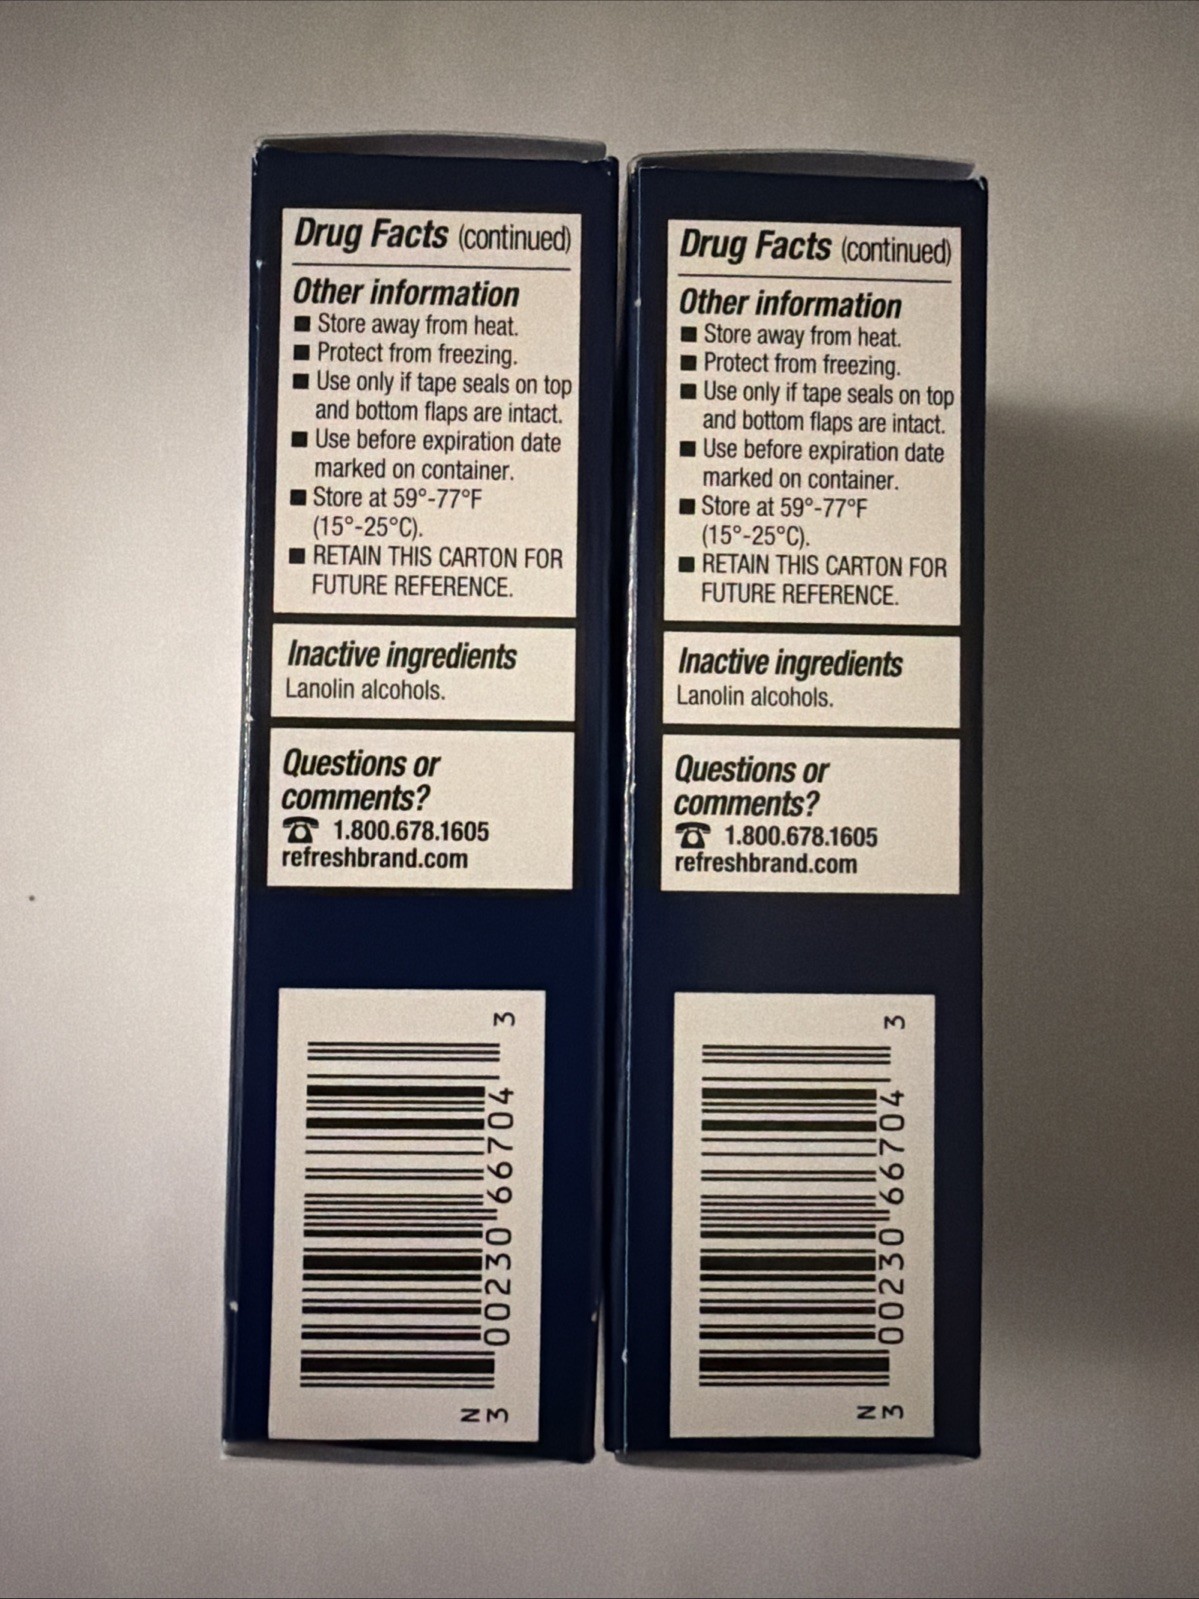 Drug Facts (continued)
Other information
■ Store away from heat.
■ Protect from freezing.
■ Use only if tape seals on top
and bottom flaps are intact.
■ Use before expiration date
marked on container.
■ Store at 59°-77°F
(15°-25°C).
■ RETAIN THIS CARTON FOR
FUTURE REFERENCE.
Inactive ingredients
Lanolin alcohols.
Questions or
comments?
☎ 1.800.678.1605
refreshbrand.com
N
3 00230 66704 3
Drug Facts (continued)
Other information
■ Store away from heat.
■ Protect from freezing.
■ Use only if tape seals on top
and bottom flaps are intact.
■ Use before expiration date
marked on container.
■ Store at 59°-77°F
(15°-25°C).
■ RETAIN THIS CARTON FOR
FUTURE REFERENCE.
Inactive ingredients
Lanolin alcohols.
Questions or
comments?
☎ 1.800.678.1605
refreshbrand.com
N
3 00230 66704 3